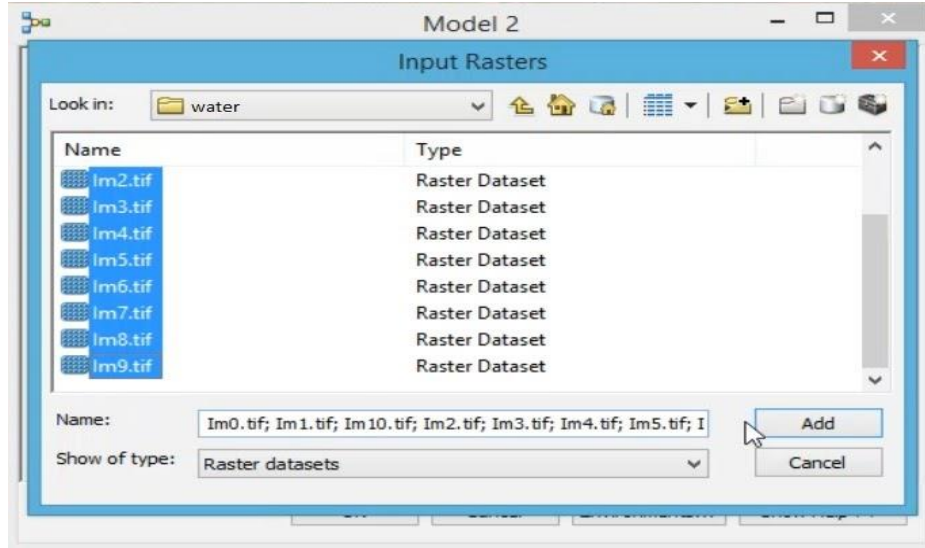 Model 2
Input Rasters
Look in: water
Name Type
Im2.tif Raster Dataset
Im3.tif Raster Dataset
Im4.tif Raster Dataset
Im5.tif Raster Dataset
Im6.tif Raster Dataset
Im7.tif Raster Dataset
Im8.tif Raster Dataset
Im9.tif Raster Dataset
Name: Im0.tif; Im1.tif; Im10.tif; Im2.tif; Im3.tif; Im4.tif; Im5.tif; I Add
Show of type: Raster datasets Cancel